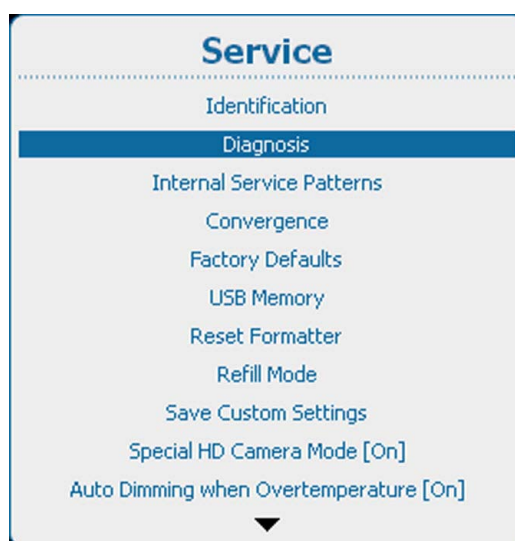 Service
Identification
Diagnosis
Internal Service Patterns
Convergence
Factory Defaults
USB Memory
Reset Formatter
Refill Mode
Save Custom Settings
Special HD Camera Mode [On]
Auto Dimming when Overtemperature [On]